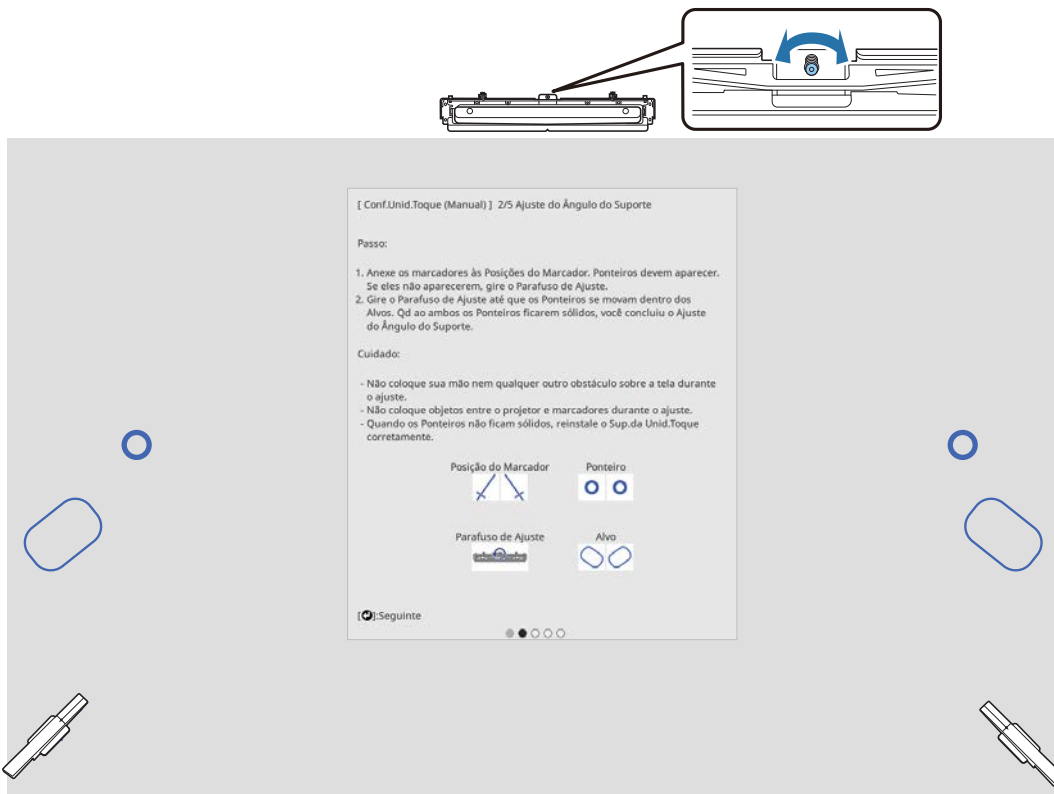 [ Conf.Unid.Toque (Manual) ] 2/5 Ajuste do Ângulo do Suporte
Passo:
1. Anexe os marcadores às Posições do Marcador. Ponteiros devem aparecer.
Se eles não aparecerem, gire o Parafuso de Ajuste.
2. Gire o Parafuso de Ajuste até que os Ponteiros se movam dentro dos
Alvos. Qd ao ambos os Ponteiros ficarem sólidos, você concluiu o Ajuste
do Ângulo do Suporte.
Cuidado:
- Não coloque sua mão nem qualquer outro obstáculo sobre a tela durante
o ajuste.
- Não coloque objetos entre o projetor e marcadores durante o ajuste.
- Quando os Ponteiros não ficam sólidos, reinstale o Sup.da Unid.Toque
corretamente.
Posição do Marcador Ponteiro
Parafuso de Ajuste Alvo
[ ]:Seguinte